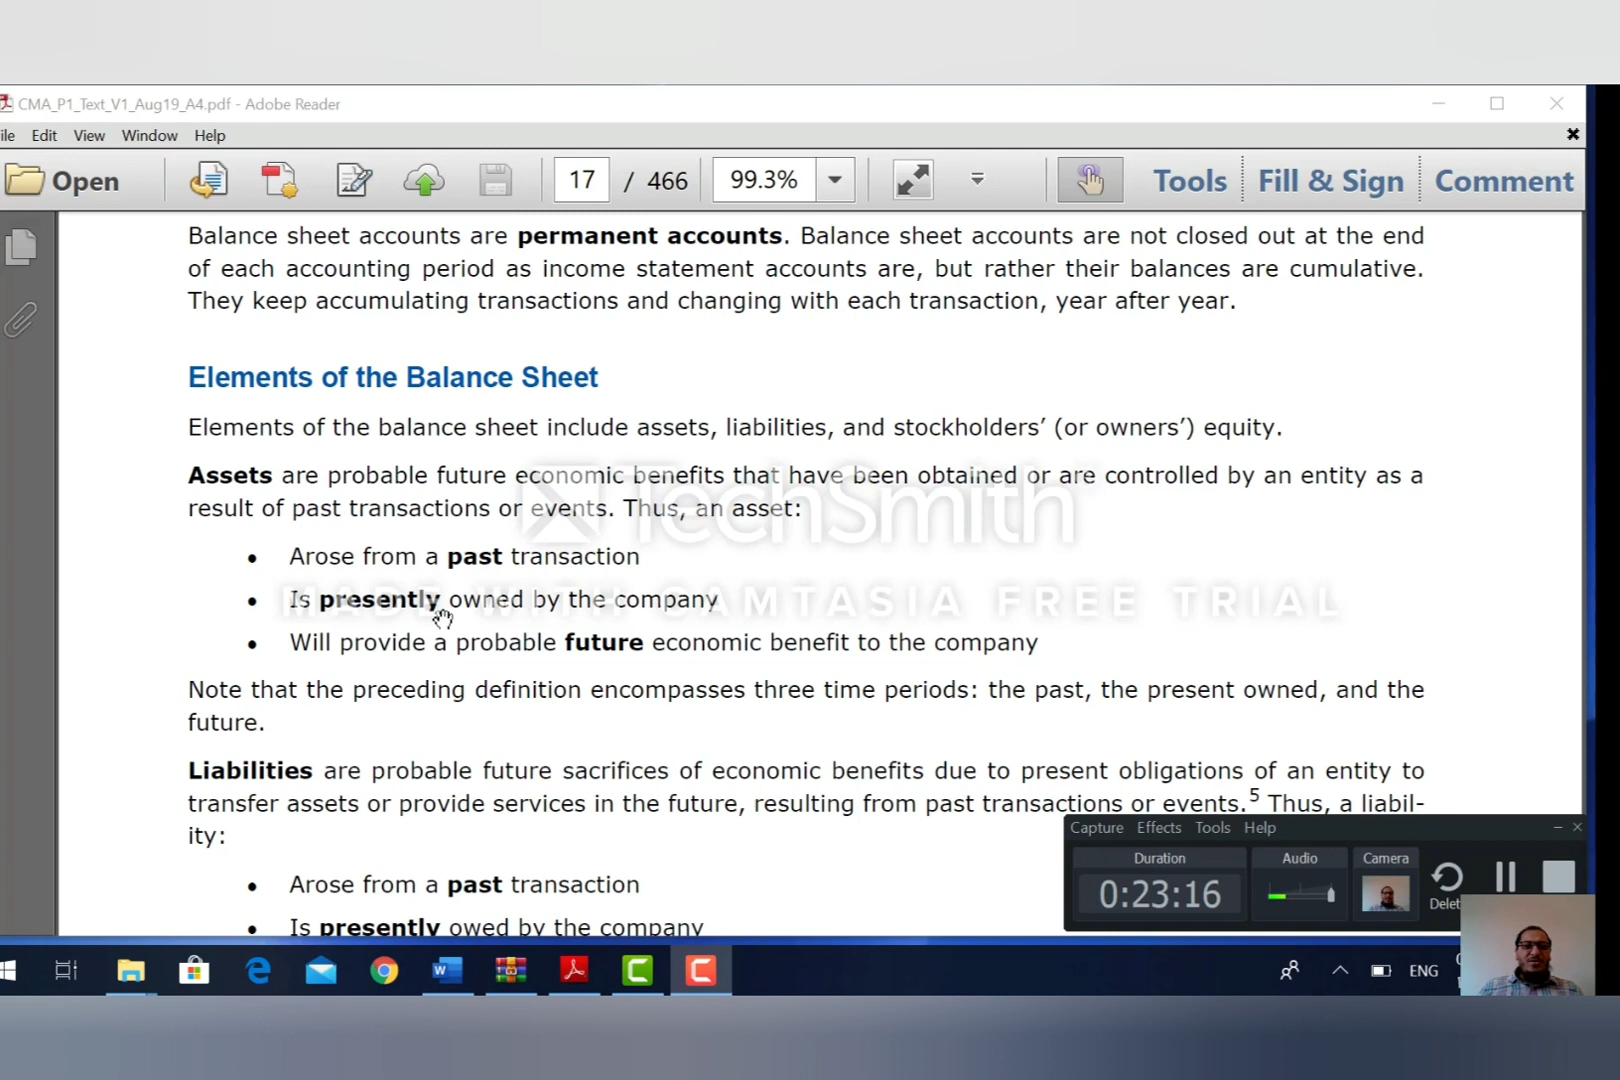 CMA_P1_Text_V1_Aug19_A4.pdf - Adobe Reader
ile Edit View Window Help
Open 17 / 466 99.3% Tools Fill & Sign Comment
Balance sheet accounts are permanent accounts. Balance sheet accounts are not closed out at the end
of each accounting period as income statement accounts are, but rather their balances are cumulative.
They keep accumulating transactions and changing with each transaction, year after year.
Elements of the Balance Sheet
Elements of the balance sheet include assets, liabilities, and stockholders’ (or owners’) equity.
Assets are probable future economic benefits that have been obtained or are controlled by an entity as a
result of past transactions or events. Thus, an asset:
TechSmith
• Arose from a past transaction
• Is presently owned by the company
MADE WITH CAMTASIA FREE TRIAL
• Will provide a probable future economic benefit to the company
Note that the preceding definition encompasses three time periods: the past, the present owned, and the
future.
Liabilities are probable future sacrifices of economic benefits due to present obligations of an entity to
transfer assets or provide services in the future, resulting from past transactions or events.5 Thus, a liabil-
ity:
• Arose from a past transaction
• Is presently owed by the company
Capture Effects Tools Help
Duration Audio Camera
0:23:16
Delet
ENG